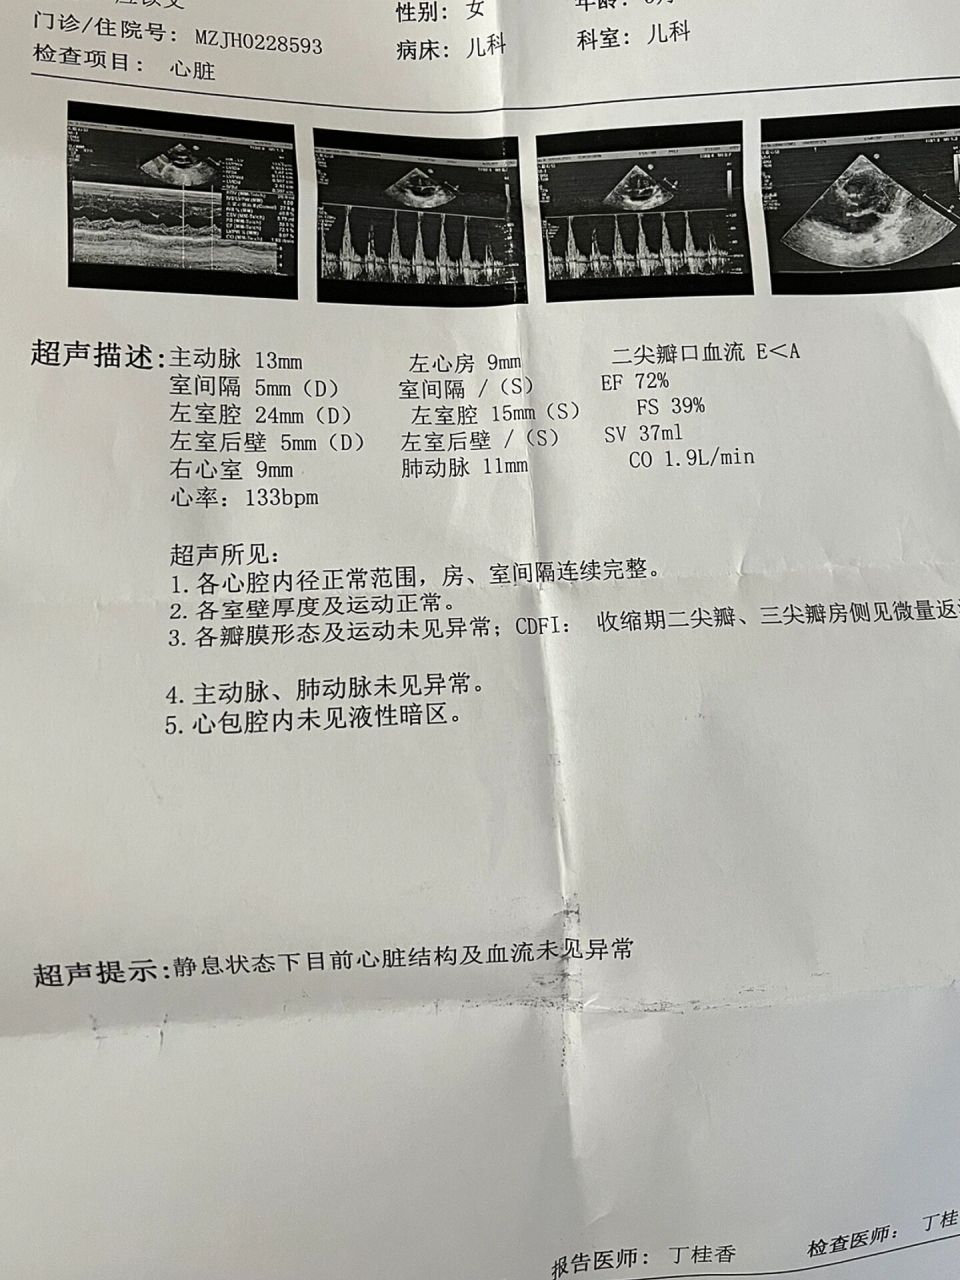 性别： 女
门诊/住院号： MZJH0228593 病床： 儿科 科室： 儿科
检查项目： 心脏
超声描述：主动脉 13mm 左心房 9mm 二尖瓣口血流 E＜A
室间隔 5mm（D） 室间隔 /（S） EF 72%
左室腔 24mm（D） 左室腔 15mm（S） FS 39%
左室后壁 5mm（D） 左室后壁 /（S） SV 37ml
右心室 9mm 肺动脉 11mm CO 1.9L/min
心率： 133bpm
超声所见：
1. 各心腔内径正常范围，房、室间隔连续完整。
2. 各室壁厚度及运动正常。
3. 各瓣膜形态及运动未见异常；CDFI： 收缩期二尖瓣、三尖瓣房侧见微量返
4. 主动脉、肺动脉未见异常。
5. 心包腔内未见液性暗区。
超声提示：静息状态下目前心脏结构及血流未见异常
报告医师： 丁桂香 检查医师： 丁桂